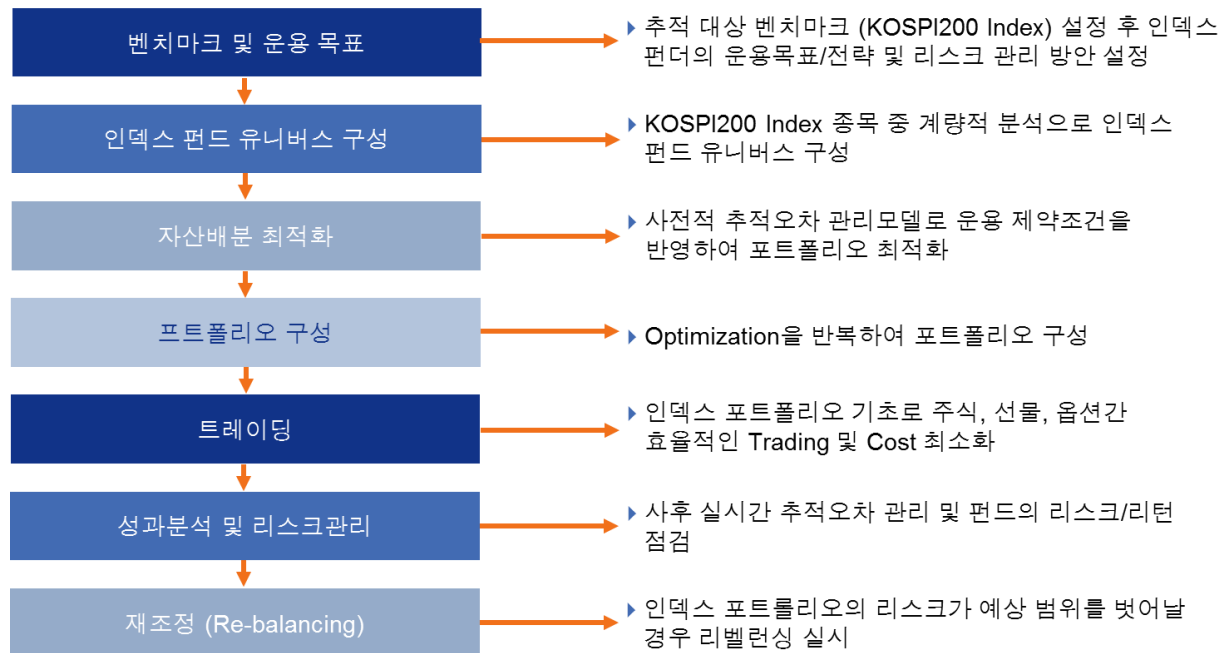 벤치마크 및 운용 목표
추적 대상 벤치마크 (KOSPI200 Index) 설정 후 인덱스
펀더의 운용목표/전략 및 리스크 관리 방안 설정
인덱스 펀드 유니버스 구성
KOSPI200 Index 종목 중 계량적 분석으로 인덱스
펀드 유니버스 구성
자산배분 최적화
사전적 추적오차 관리모델로 운용 제약조건을
반영하여 포트폴리오 최적화
프트폴리오 구성
Optimization을 반복하여 포트폴리오 구성
트레이딩
인덱스 포트폴리오 기초로 주식, 선물, 옵션간
효율적인 Trading 및 Cost 최소화
성과분석 및 리스크관리
사후 실시간 추적오차 관리 및 펀드의 리스크/리턴
점검
재조정 (Re-balancing)
인덱스 포트롤리오의 리스크가 예상 범위를 벗어날
경우 리벨런싱 실시